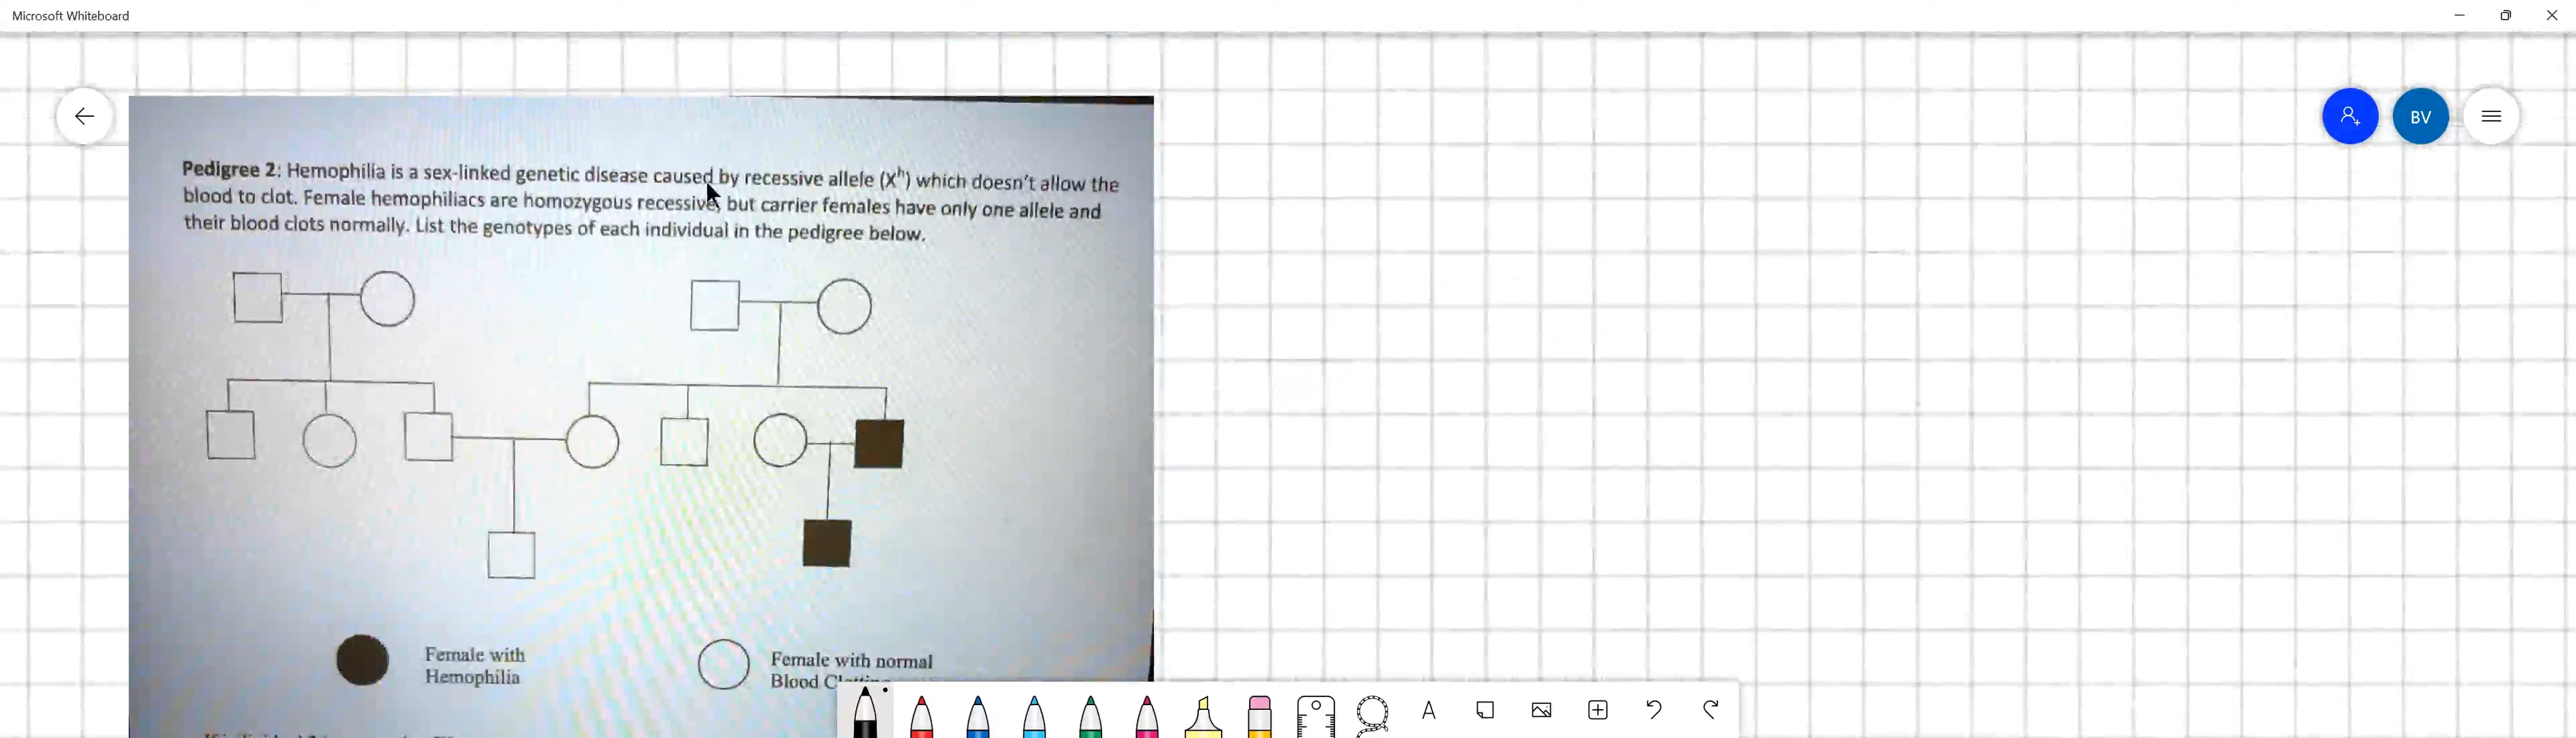 Microsoft Whiteboard
BV
Pedigree 2: Hemophilia is a sex-linked genetic disease caused by recessive allele (Xʰ) which doesn't allow the
blood to clot. Female hemophiliacs are homozygous recessive, but carrier females have only one allele and
their blood clots normally. List the genotypes of each individual in the pedigree below.
Female with
Hemophilia
Female with normal
Blood
A